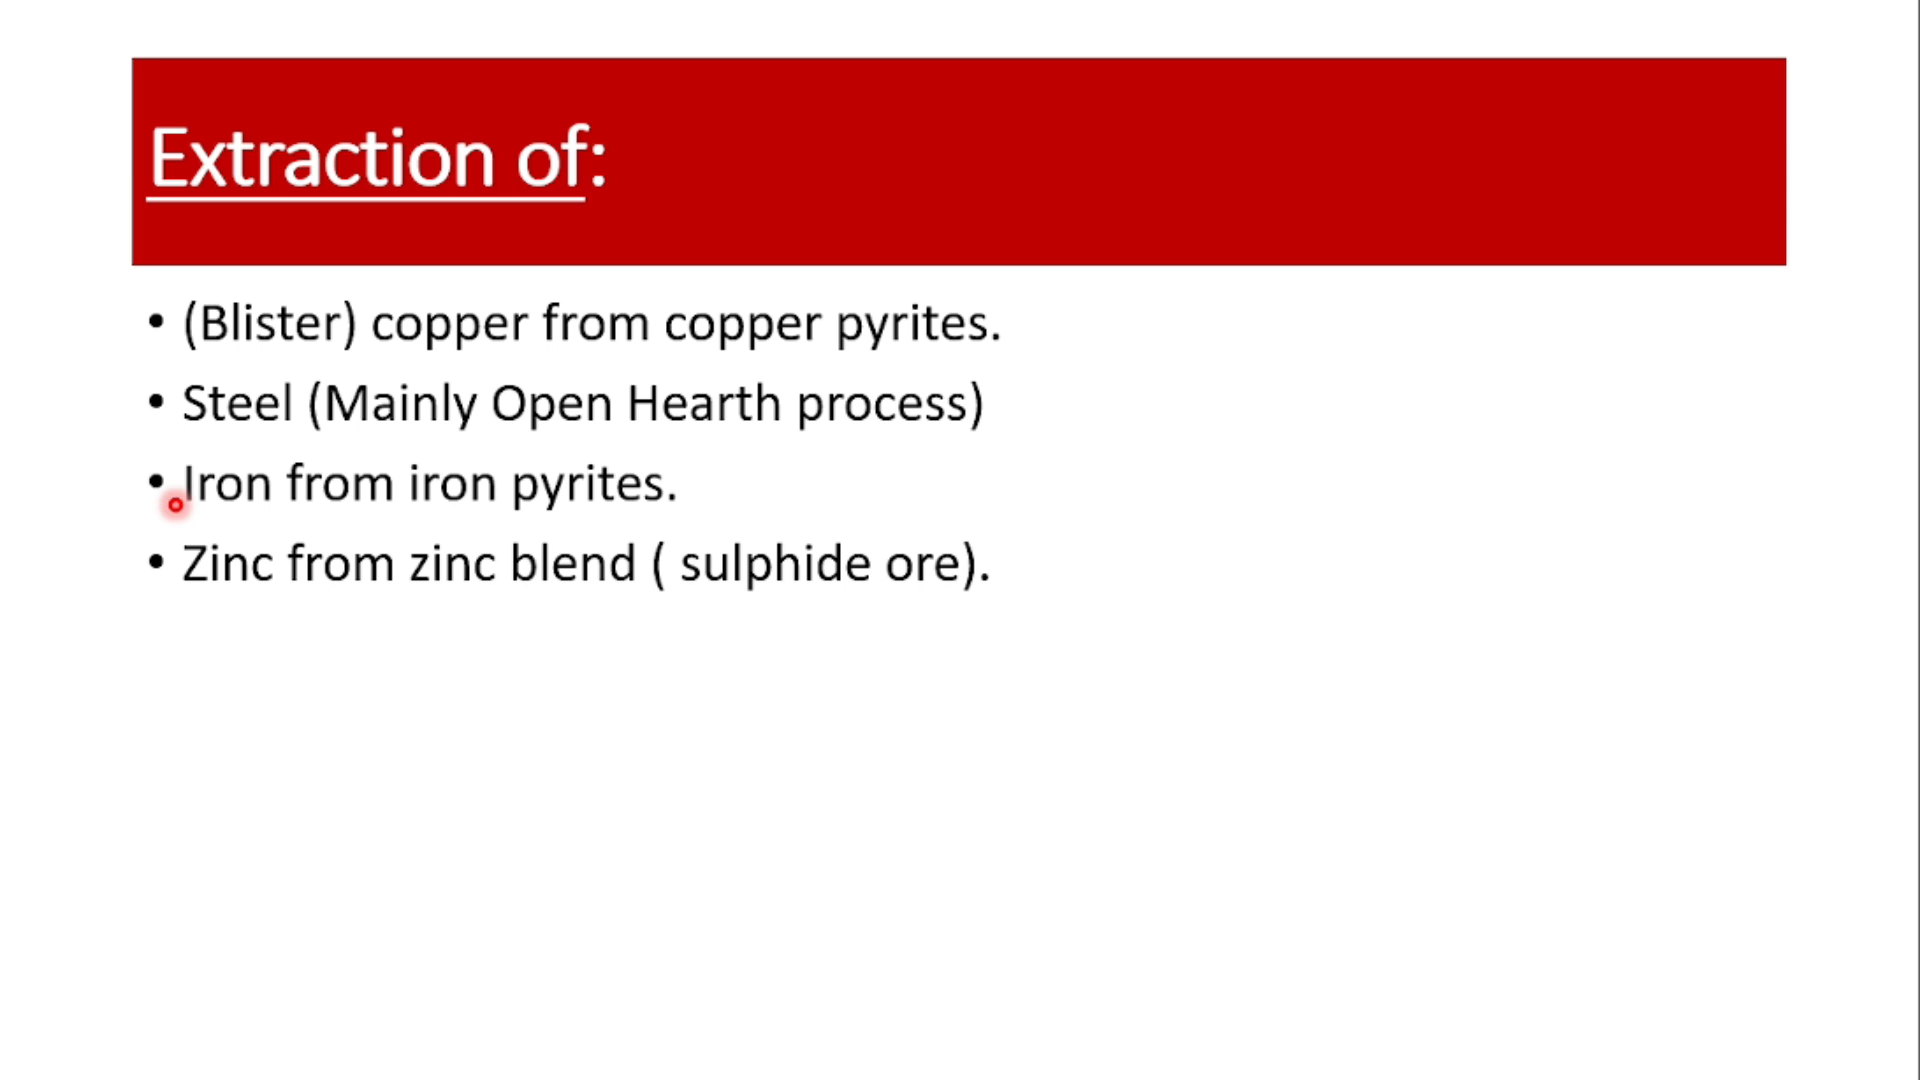 Extraction of:
• (Blister) copper from copper pyrites.
• Steel (Mainly Open Hearth process)
• Iron from iron pyrites.
• Zinc from zinc blend ( sulphide ore).